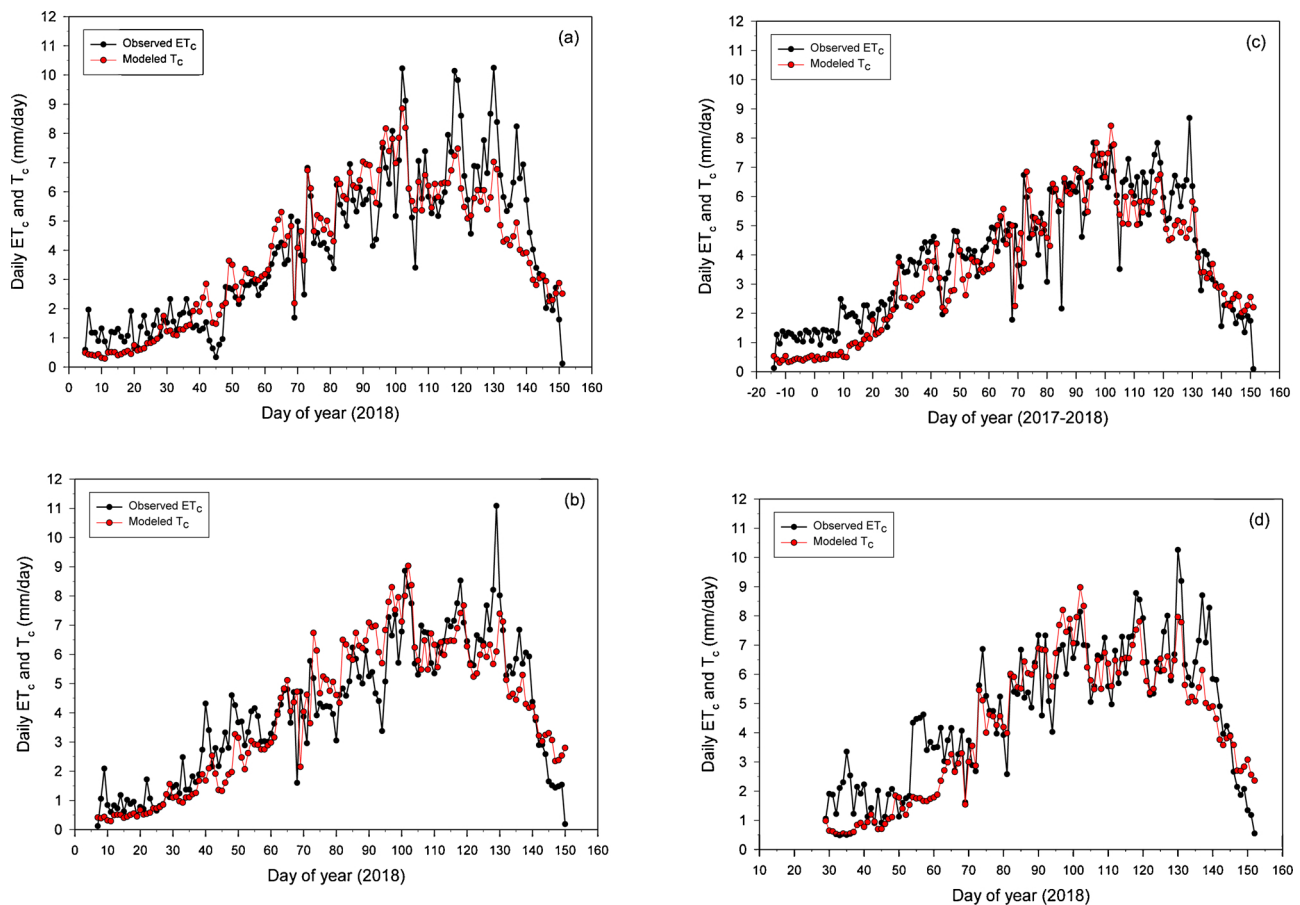 (a)
Observed ETc
Modeled Tc
Daily ETc and Tc (mm/day)
12
11
10
9
8
7
6
5
4
3
2
1
0
0 10 20 30 40 50 60 70 80 90 100 110 120 130 140 150 160
Day of year (2018)
(c)
Observed ETc
Modeled Tc
Daily ETc and Tc (mm/day)
12
11
10
9
8
7
6
5
4
3
2
1
0
-20 -10 0 10 20 30 40 50 60 70 80 90 100 110 120 130 140 150 160
Day of year (2017-2018)
(b)
Observed ETc
Modeled Tc
Daily ETc and Tc (mm/day)
12
11
10
9
8
7
6
5
4
3
2
1
0
0 10 20 30 40 50 60 70 80 90 100 110 120 130 140 150 160
Day of year (2018)
(d)
Observed ETc
Modeled Tc
Daily ETc and Tc (mm/day)
12
11
10
9
8
7
6
5
4
3
2
1
0
10 20 30 40 50 60 70 80 90 100 110 120 130 140 150 160
Day of year (2018)